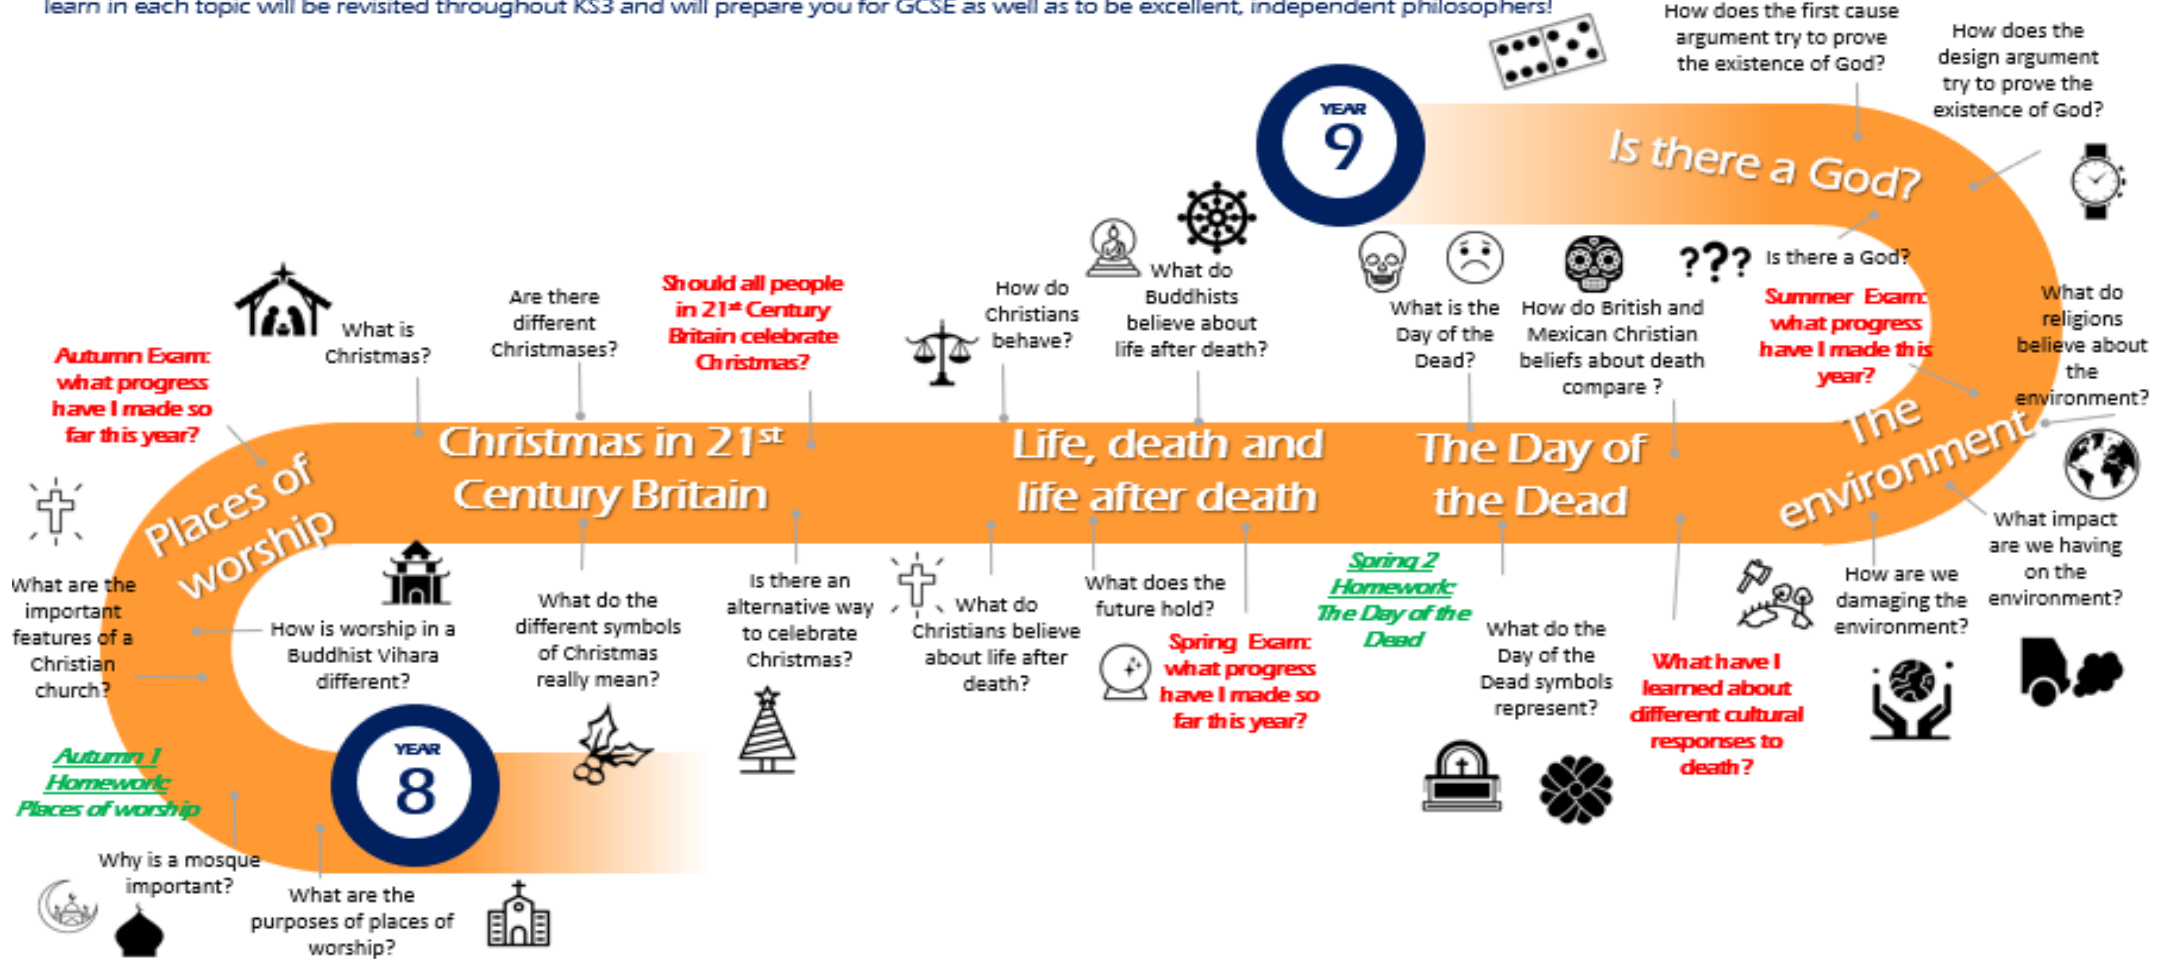 learn in each topic will be revisited throughout KS3 and will prepare you for GCSE as well as to be excellent, independent philosophers!
How does the first cause
argument try to prove
the existence of God?
How does the
design argument
try to prove the
existence of God?
YEAR
9
Is there a God?
Is there a God?
Summer Exam:
what progress
have I made this
year?
What do
religions
believe about
the
environment?
The
environment
What impact
are we having
on the
environment?
How are we
damaging the
environment?
What is the
Day of the
Dead?
How do British and
Mexican Christian
beliefs about death
compare ?
???
The Day of
the Dead
Spring 2
Homework:
The Day of the
Dead
What do the
Day of the
Dead symbols
represent?
What have I
learned about
different cultural
responses to
death?
How do
Christians
behave?
What do
Buddhists
believe about
life after death?
Life, death and
life after death
What do
Christians believe
about life after
death?
What does the
future hold?
Spring Exam:
what progress
have I made so
far this year?
What is
Christmas?
Are there
different
Christmases?
Should all people
in 21st Century
Britain celebrate
Christmas?
Christmas in 21st
Century Britain
What do the
different symbols
of Christmas
really mean?
Is there an
alternative way
to celebrate
Christmas?
Autumn Exam:
what progress
have I made so
far this year?
Places of
worship
What are the
important
features of a
Christian
church?
How is worship in a
Buddhist Vihara
different?
Autumn 1
Homework:
Places of worship
YEAR
8
Why is a mosque
important?
What are the
purposes of places of
worship?